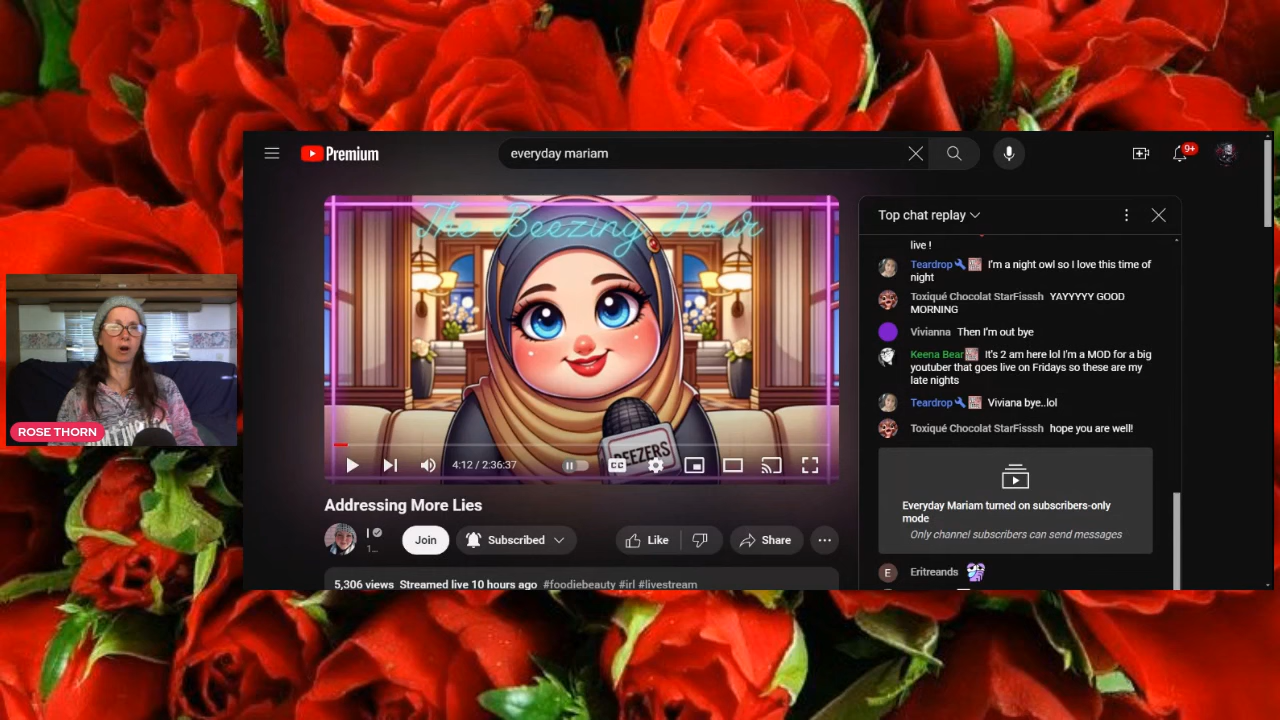 Premium
everyday mariam
9+
The Beezing Hour
BEEZERS
4:12 / 2:36:37
CC
Addressing More Lies
Join
Subscribed
Like
Share
5,306 views Streamed live 10 hours ago #foodiebeauty #irl #livestream
Top chat replay
live !
Teardrop I'm a night owl so I love this time of
night
Toxiqué Chocolat StarFisssh YAYYYYY GOOD
MORNING
Vivianna Then I'm out bye
Keena Bear It's 2 am here lol I'm a MOD for a big
youtuber that goes live on Fridays so these are my
late nights
Teardrop Viviana bye..lol
Toxiqué Chocolat StarFisssh hope you are well!
Everyday Mariam turned on subscribers-only
mode
Only channel subscribers can send messages
E
Eritreands
ROSE THORN